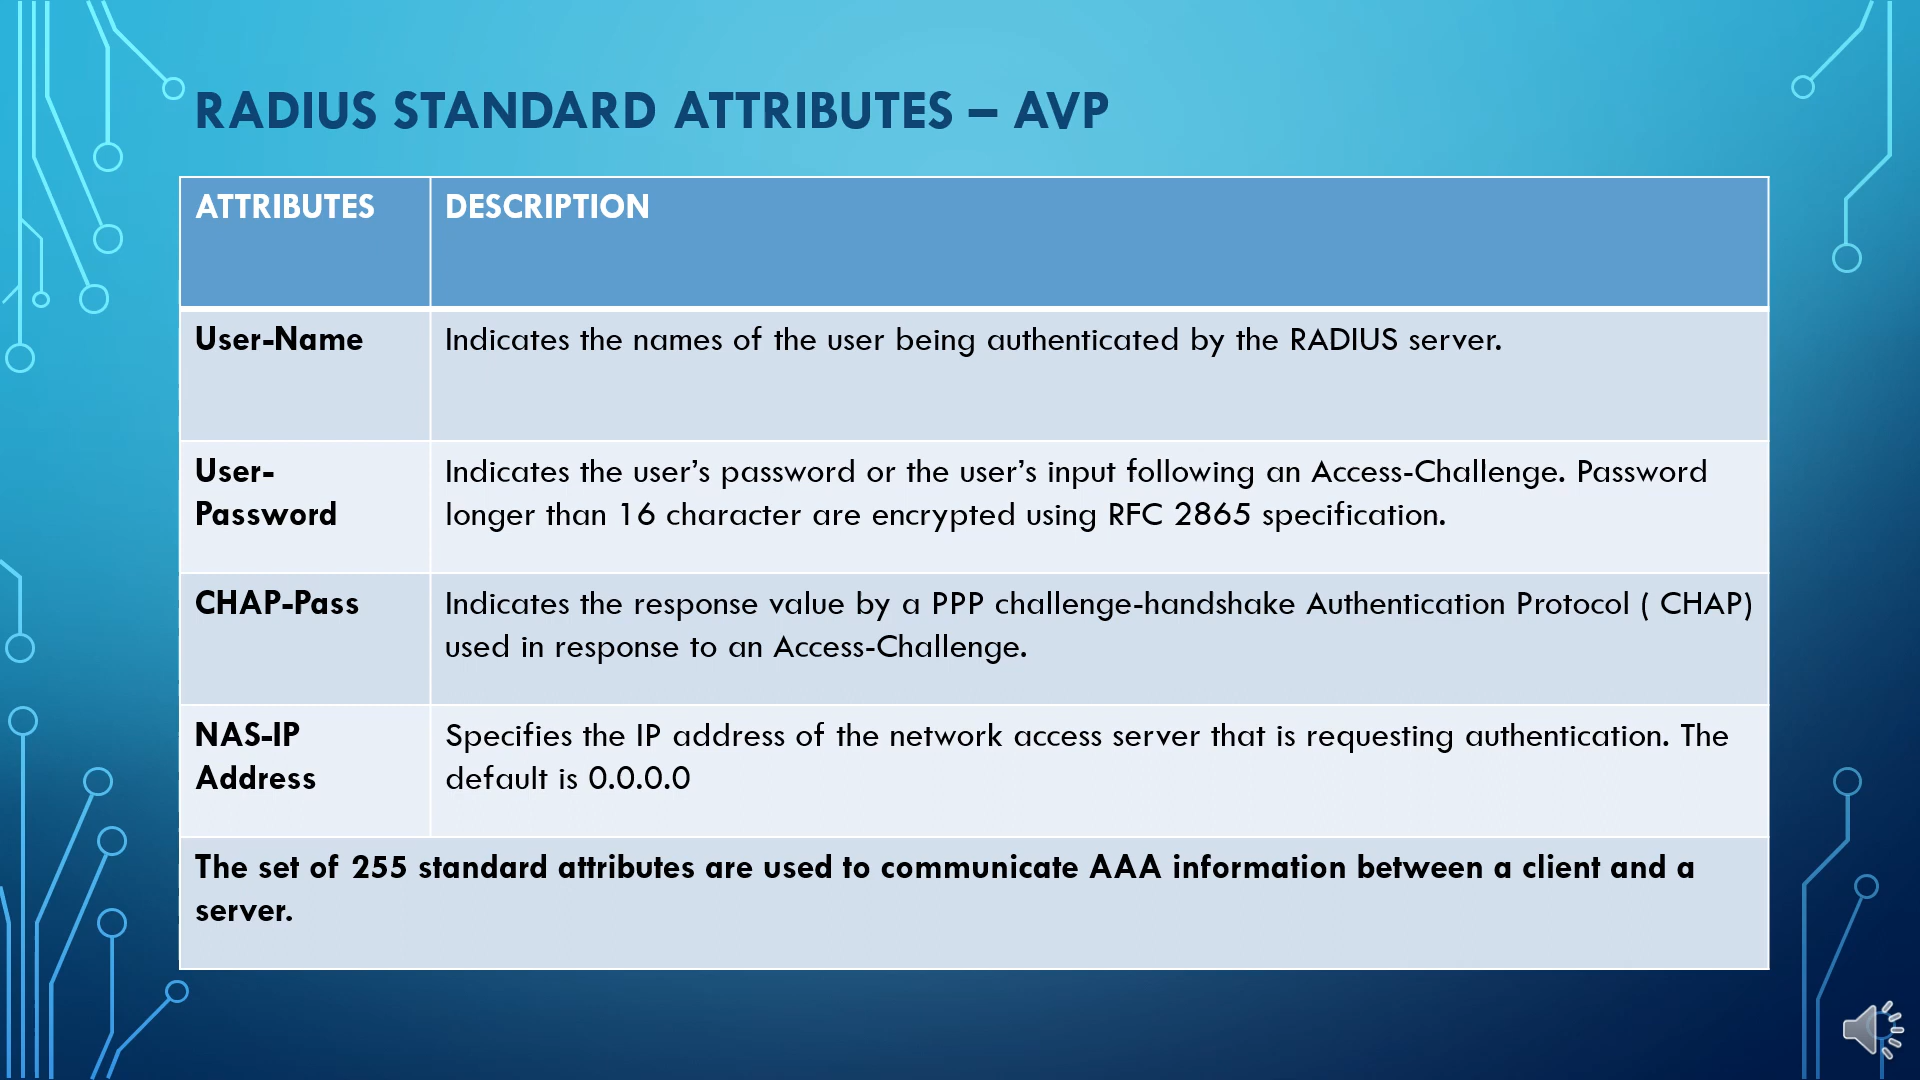 RADIUS STANDARD ATTRIBUTES – AVP
ATTRIBUTES
DESCRIPTION
User-Name
Indicates the names of the user being authenticated by the RADIUS server.
User-
Password
Indicates the user’s password or the user’s input following an Access-Challenge. Password
longer than 16 character are encrypted using RFC 2865 specification.
CHAP-Pass
Indicates the response value by a PPP challenge-handshake Authentication Protocol ( CHAP)
used in response to an Access-Challenge.
NAS-IP
Address
Specifies the IP address of the network access server that is requesting authentication. The
default is 0.0.0.0
The set of 255 standard attributes are used to communicate AAA information between a client and a
server.